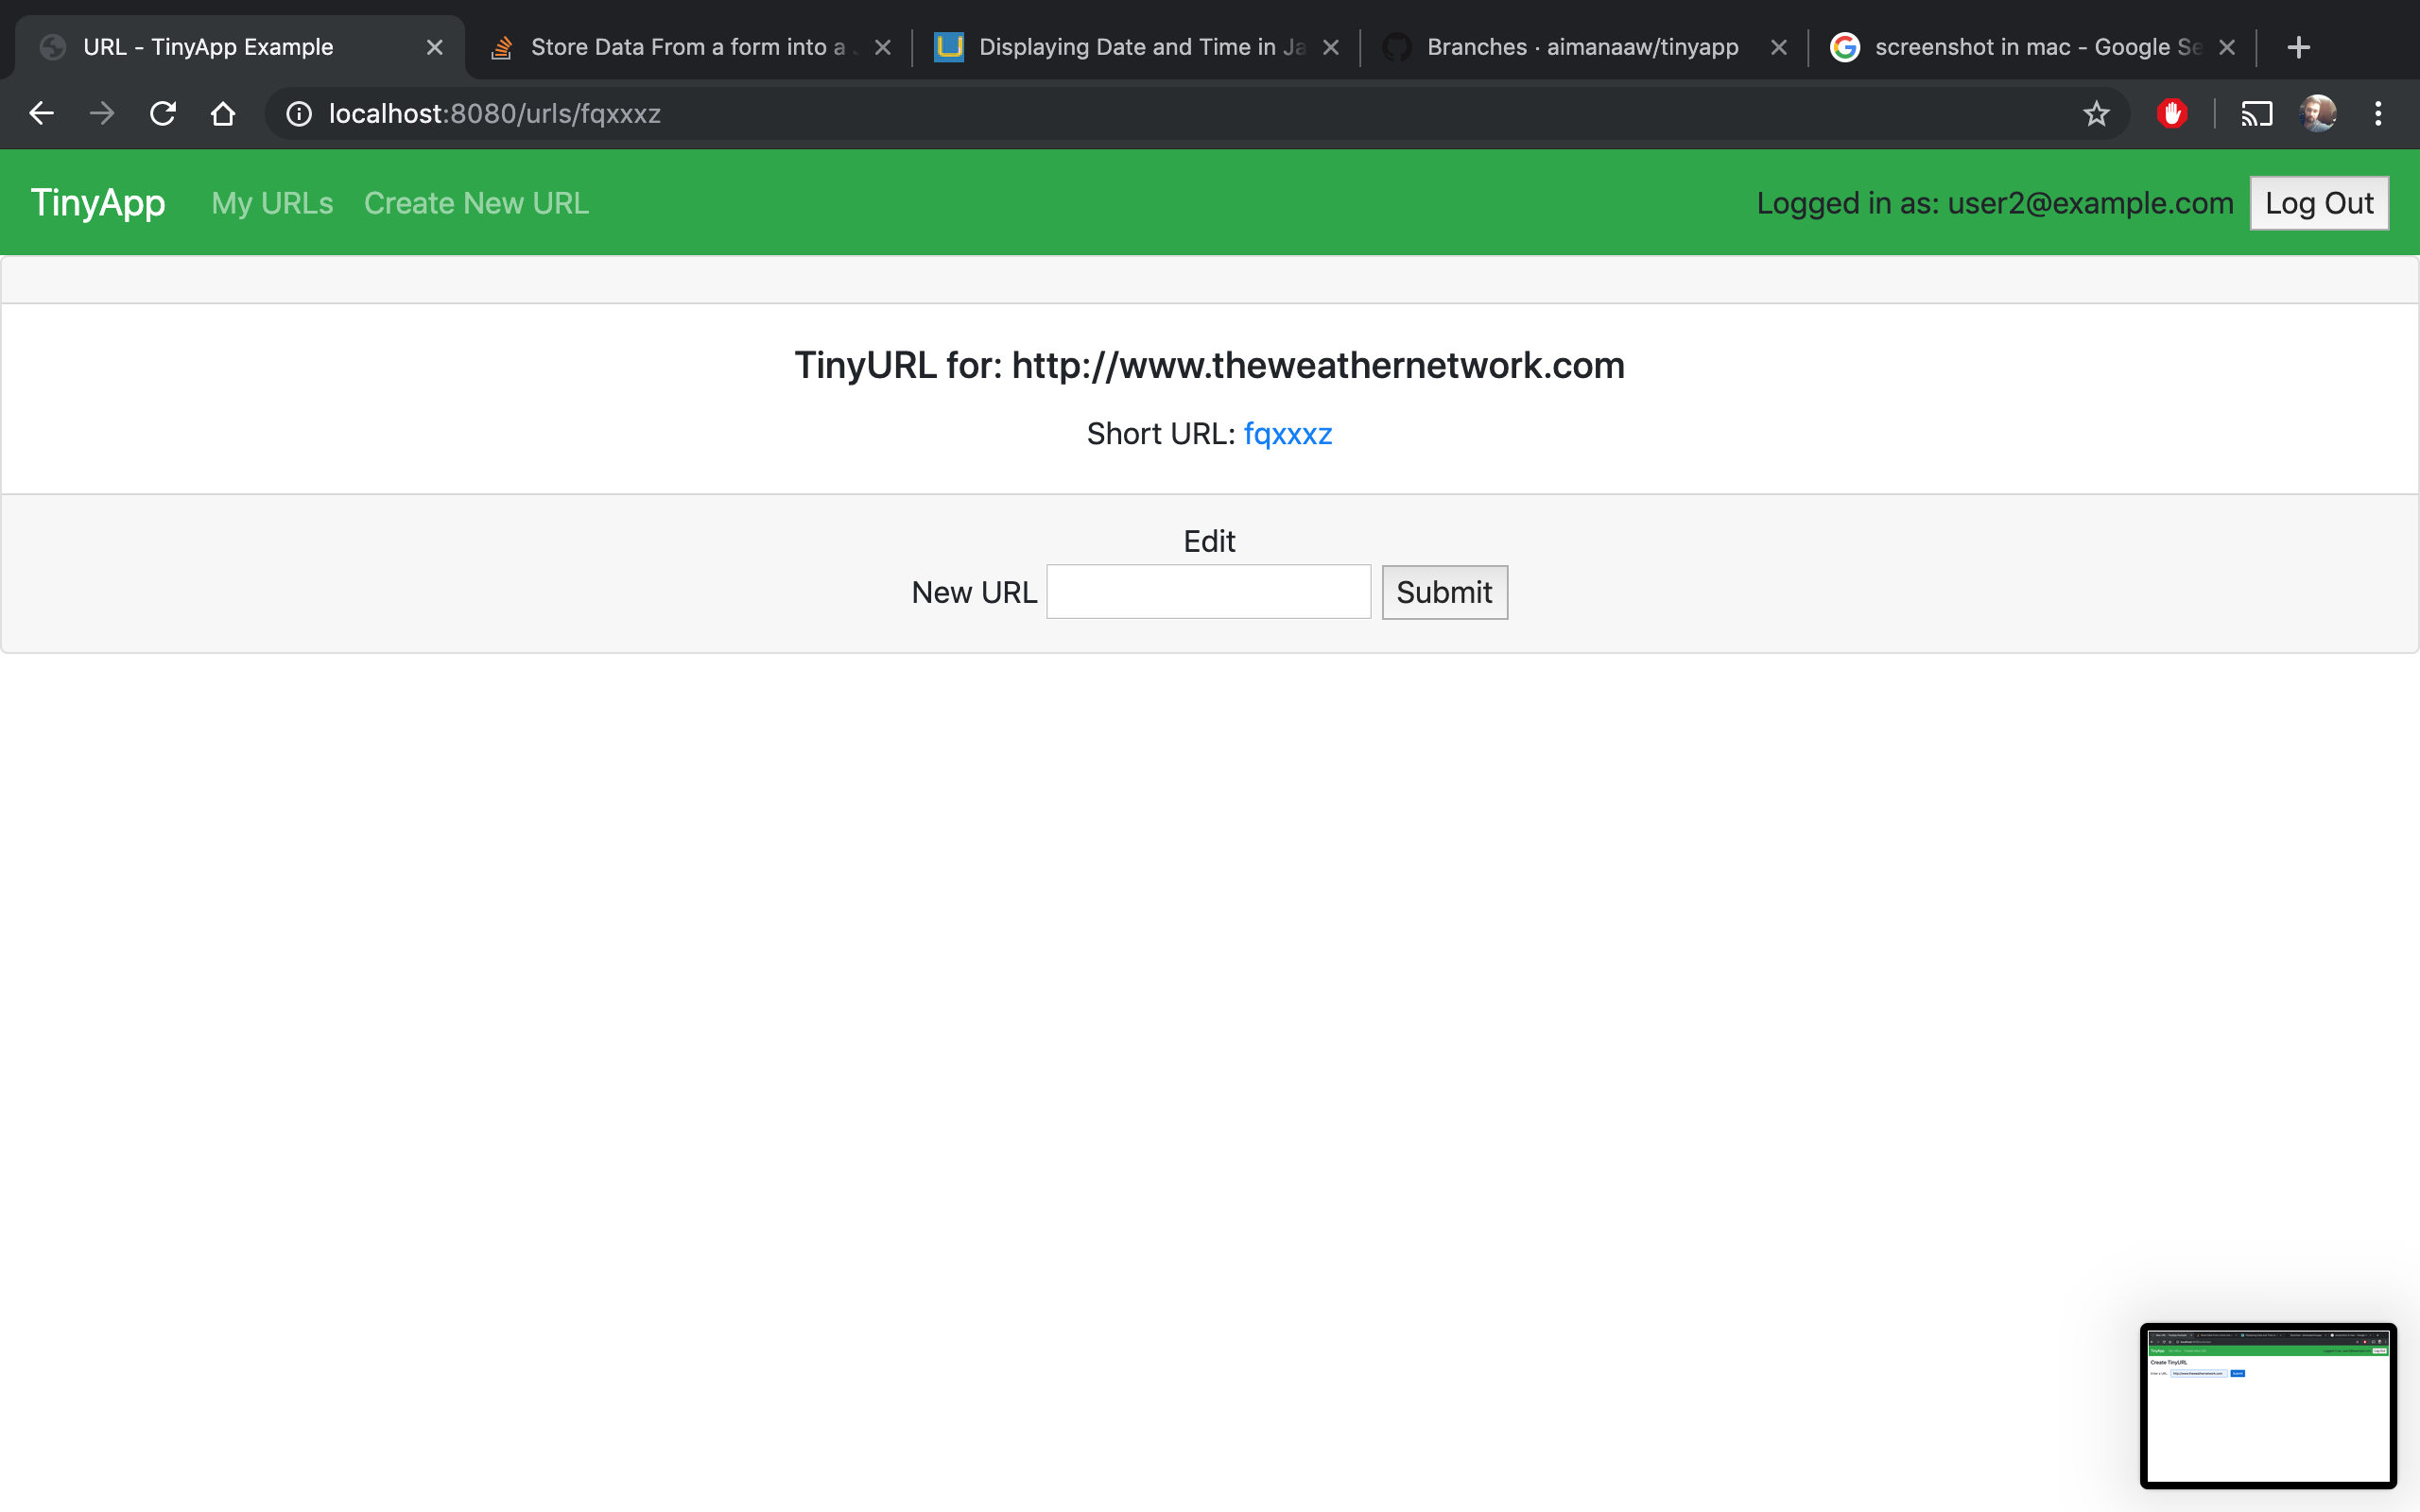 URL - TinyApp Example
Store Data From a form into a
Displaying Date and Time in Ja
Branches · aimanaaw/tinyapp
screenshot in mac - Google Se
localhost:8080/urls/fqxxxz
TinyApp My URLs Create New URL Logged in as: user2@example.com Log Out
TinyURL for: http://www.theweathernetwork.com
Short URL: fqxxxz
Edit
New URL Submit
Create TinyURL